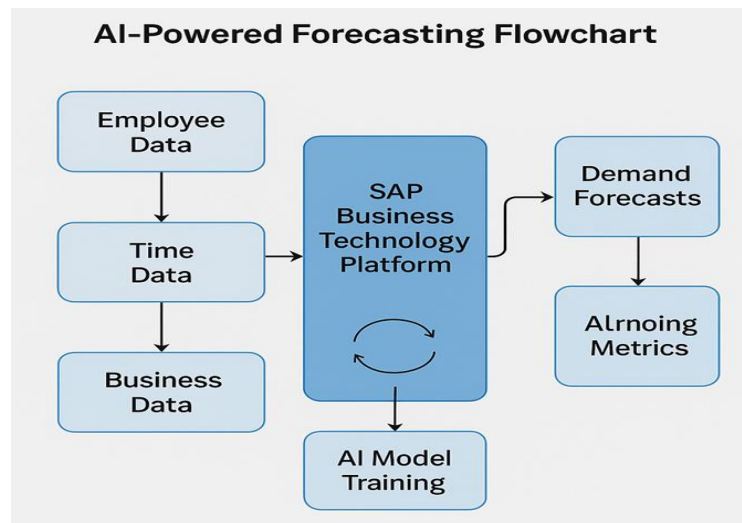 AI-Powered Forecasting Flowchart
Employee
Data
Time
Data
Business
Data
SAP
Business
Technology
Platform
AI Model
Training
Demand
Forecasts
Alrnoing
Metrics